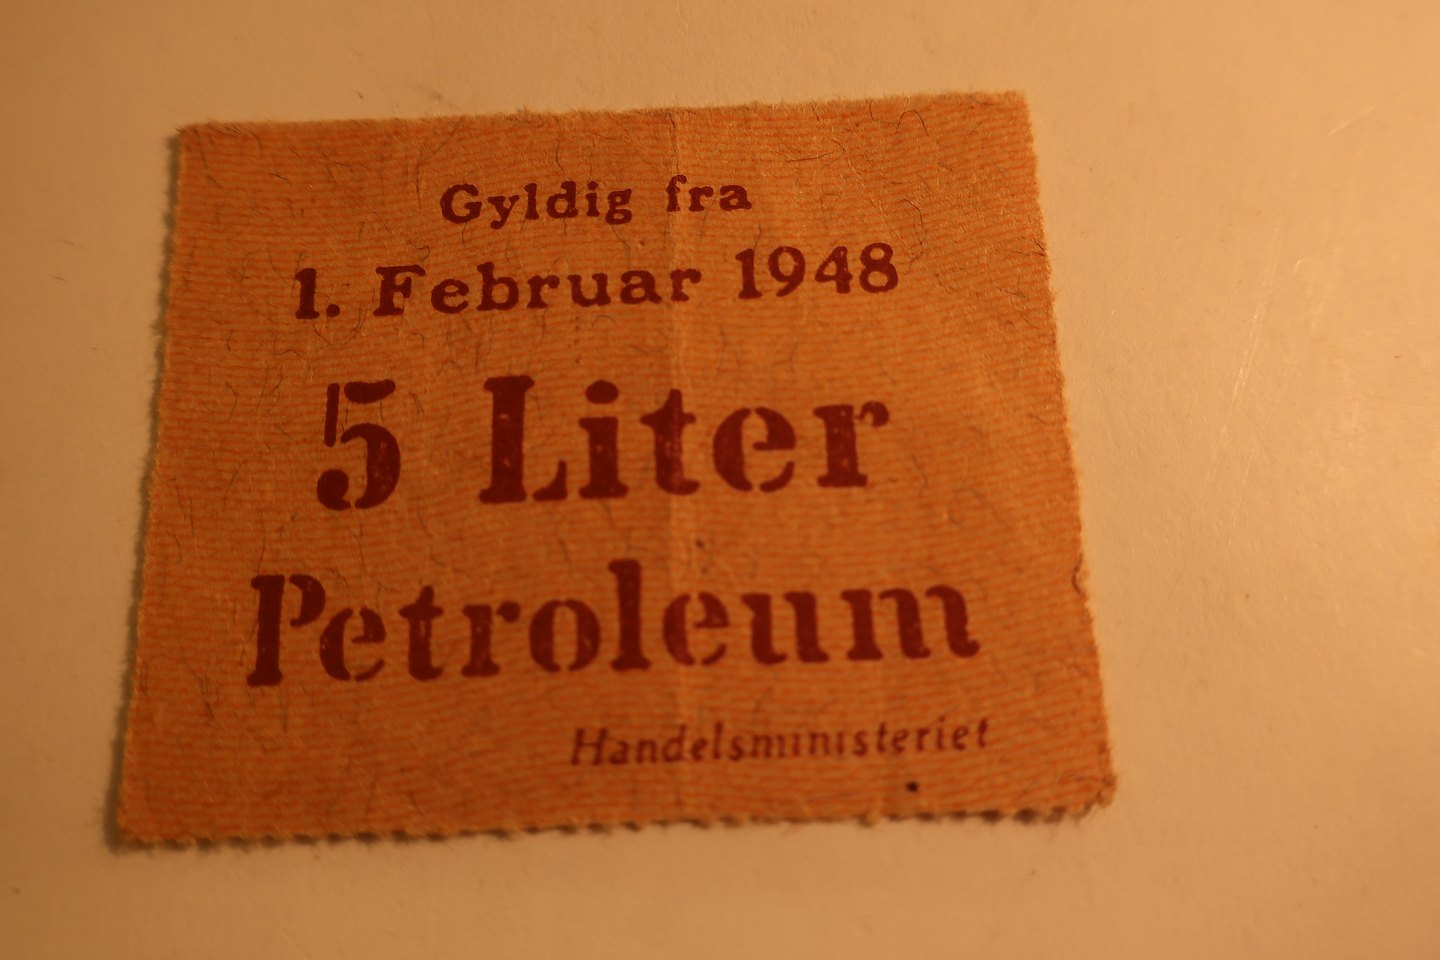 Gyldig fra
1. Februar 1948
5 Liter
Petroleum
Handelsministeriet